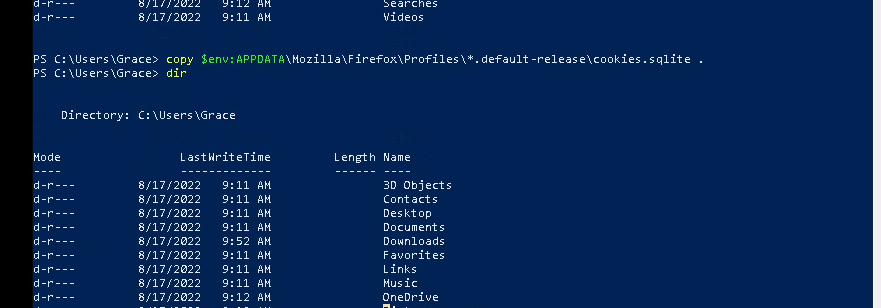 d-r--- 8/17/2022 9:12 AM Searches
d-r--- 8/17/2022 9:11 AM Videos
PS C:\Users\Grace> copy $env:APPDATA\Mozilla\Firefox\Profiles\*.default-release\cookies.sqlite .
PS C:\Users\Grace> dir
Directory: C:\Users\Grace
Mode LastWriteTime Length Name
---- ------------- ------ ----
d-r--- 8/17/2022 9:11 AM 3D Objects
d-r--- 8/17/2022 9:11 AM Contacts
d-r--- 8/17/2022 9:11 AM Desktop
d-r--- 8/17/2022 9:11 AM Documents
d-r--- 8/17/2022 9:52 AM Downloads
d-r--- 8/17/2022 9:11 AM Favorites
d-r--- 8/17/2022 9:11 AM Links
d-r--- 8/17/2022 9:11 AM Music
d-r--- 8/17/2022 9:12 AM OneDrive